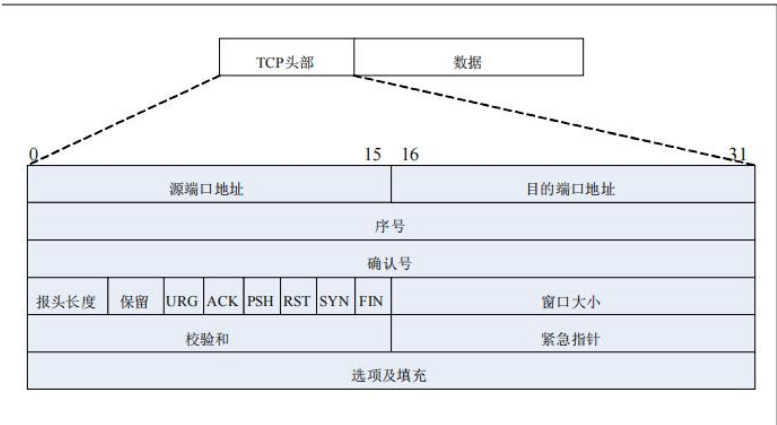 TCP头部 数据
0 15 16 31
源端口地址 目的端口地址
序号
确认号
报头长度 保留 URG ACK PSH RST SYN FIN 窗口大小
校验和 紧急指针
选项及填充